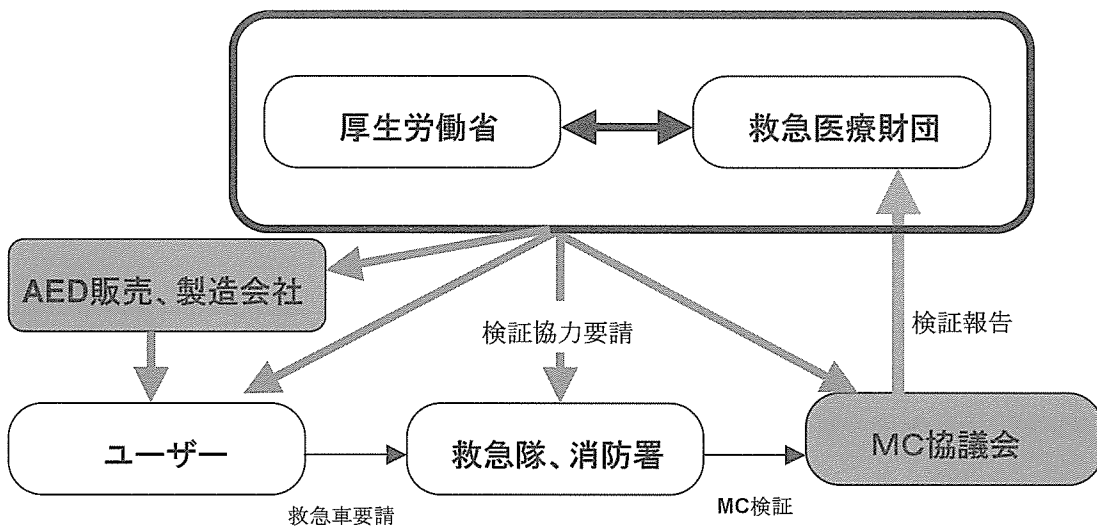 厚生労働省
救急医療財団
AED販売、製造会社
検証協力要請
検証報告
ユーザー
救急隊、消防署
MC協議会
救急車要請
MC検証